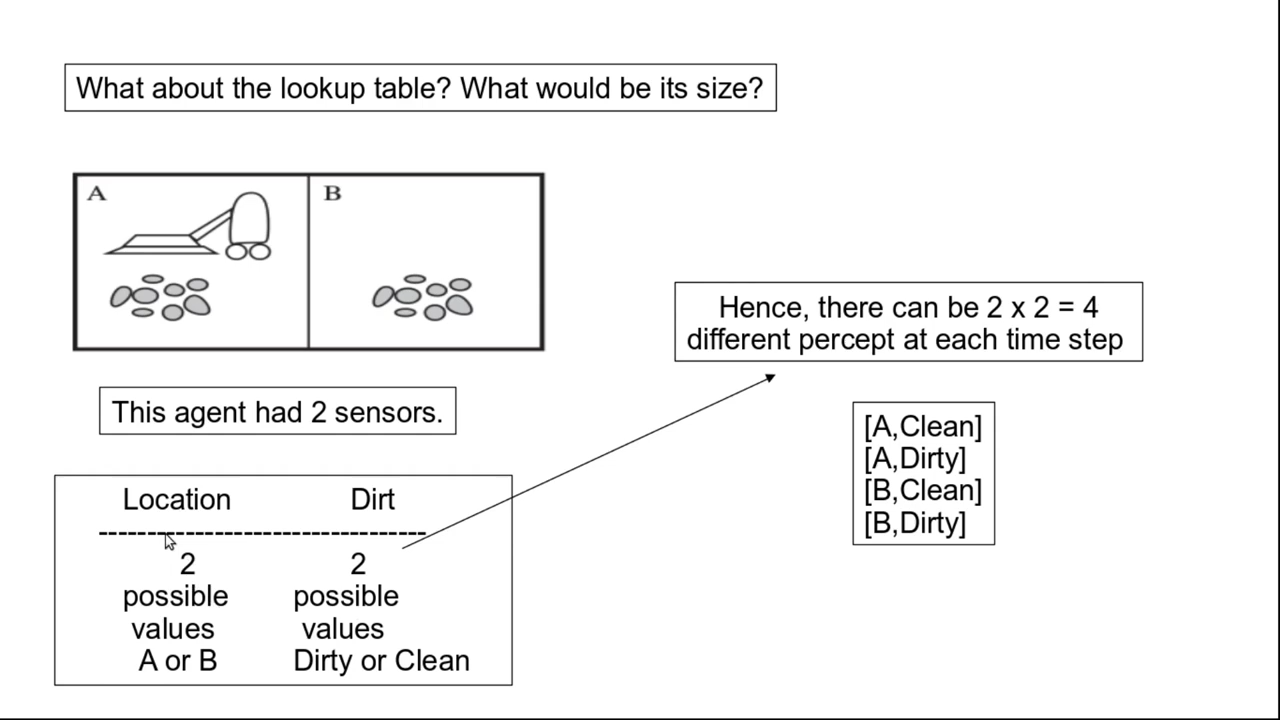 What about the lookup table? What would be its size?
A
B
This agent had 2 sensors.
Location Dirt
----------------------------------
2 2
possible possible
values values
A or B Dirty or Clean
Hence, there can be 2 x 2 = 4
different percept at each time step
[A,Clean]
[A,Dirty]
[B,Clean]
[B,Dirty]